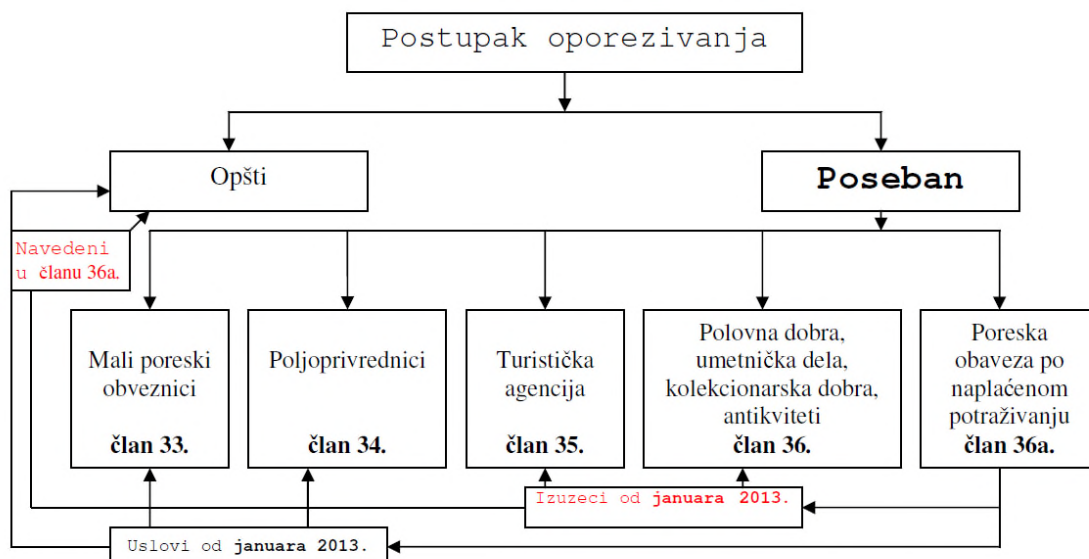 Postupak oporezivanja
Opšti
Poseban
Navedeni
u članu 36a.
Mali poreski
obveznici
član 33.
Poljoprivrednici
član 34.
Turistička
agencija
član 35.
Polovna dobra,
umetnička dela,
kolekcionarska dobra,
antikviteti
član 36.
Poreska
obaveza po
naplaćenom
potraživanju
član 36a.
Izuzeci od januara 2013.
Uslovi od januara 2013.